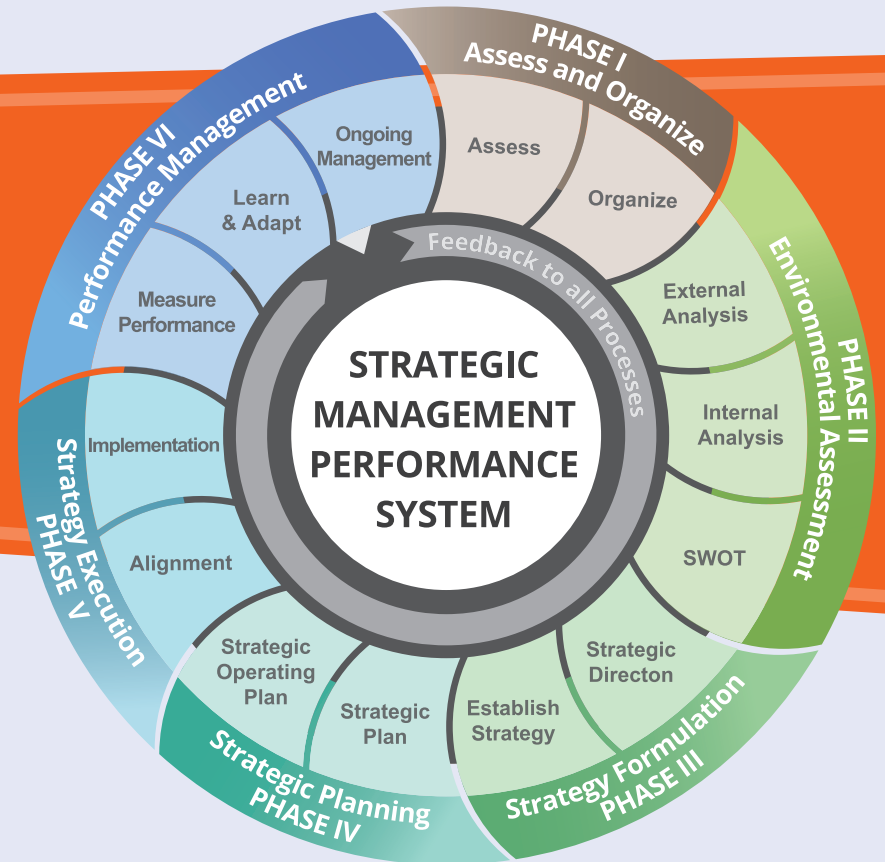 PHASE I
Assess and Organize
Assess
Organize
PHASE II
Environmental Assessment
External
Analysis
Internal
Analysis
SWOT
Strategy Formulation
PHASE III
Strategic
Directon
Establish
Strategy
Strategic Planning
PHASE IV
Strategic
Plan
Strategic
Operating
Plan
Strategy Execution
PHASE V
Alignment
Implementation
PHASE VI
Performance Management
Measure
Performance
Learn
& Adapt
Ongoing
Management
Feedback to all Processes
STRATEGIC
MANAGEMENT
PERFORMANCE
SYSTEM